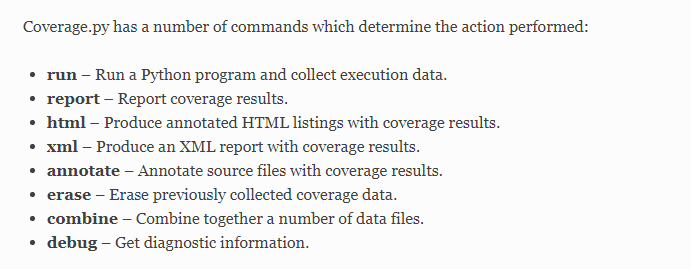 Coverage.py has a number of commands which determine the action performed:
• run – Run a Python program and collect execution data.
• report – Report coverage results.
• html – Produce annotated HTML listings with coverage results.
• xml – Produce an XML report with coverage results.
• annotate – Annotate source files with coverage results.
• erase – Erase previously collected coverage data.
• combine – Combine together a number of data files.
• debug – Get diagnostic information.